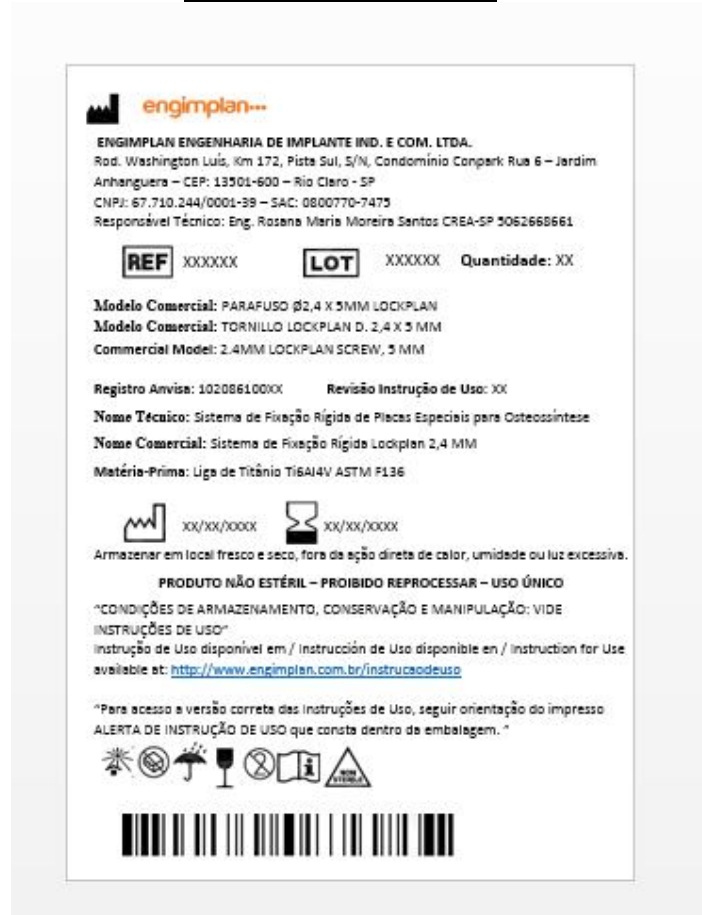 engimplan
ENGIMPLAN ENGENHARIA DE IMPLANTE IND. E COM. LTDA.
Rod. Washington Luís, Km 172, Pista Sul, S/N, Condomínio Conpark Rua 6 – Jardim
Anhanguera – CEP: 13501-600 – Rio Claro - SP
CNPJ: 67.710.244/0001-39 – SAC: 0800770-7475
Responsável Técnico: Eng. Rosana Maria Moreira Santos CREA-SP 5062668661
REF XXXXXX LOT XXXXXX Quantidade: XX
Modelo Comercial: PARAFUSO Ø2,4 X 5MM LOCKPLAN
Modelo Comercial: TORNILLO LOCKPLAN D. 2,4 X 5 MM
Commercial Model: 2.4MM LOCKPLAN SCREW, 5 MM
Registro Anvisa: 102086100XX Revisão Instrução de Uso: XX
Nome Técnico: Sistema de Fixação Rígida de Placas Especiais para Osteossíntese
Nome Comercial: Sistema de Fixação Rígida Lockplan 2,4 MM
Matéria-Prima: Liga de Titânio Ti6Al4V ASTM F136
xx/xx/xxxx xx/xx/xxxx
Armazenar em local fresco e seco, fora da ação direta de calor, umidade ou luz excessiva.
PRODUTO NÃO ESTÉRIL – PROIBIDO REPROCESSAR – USO ÚNICO
"CONDIÇÕES DE ARMAZENAMENTO, CONSERVAÇÃO E MANIPULAÇÃO: VIDE
INSTRUÇÕES DE USO"
Instrução de Uso disponível em / Instrucción de Uso disponible en / Instruction for Use
available at: http://www.engimplan.com.br/instrucaodeuso
"Para acesso a versão correta das Instruções de Uso, seguir orientação do impresso
ALERTA DE INSTRUÇÃO DE USO que consta dentro da embalagem. "
2
NON
STERILE